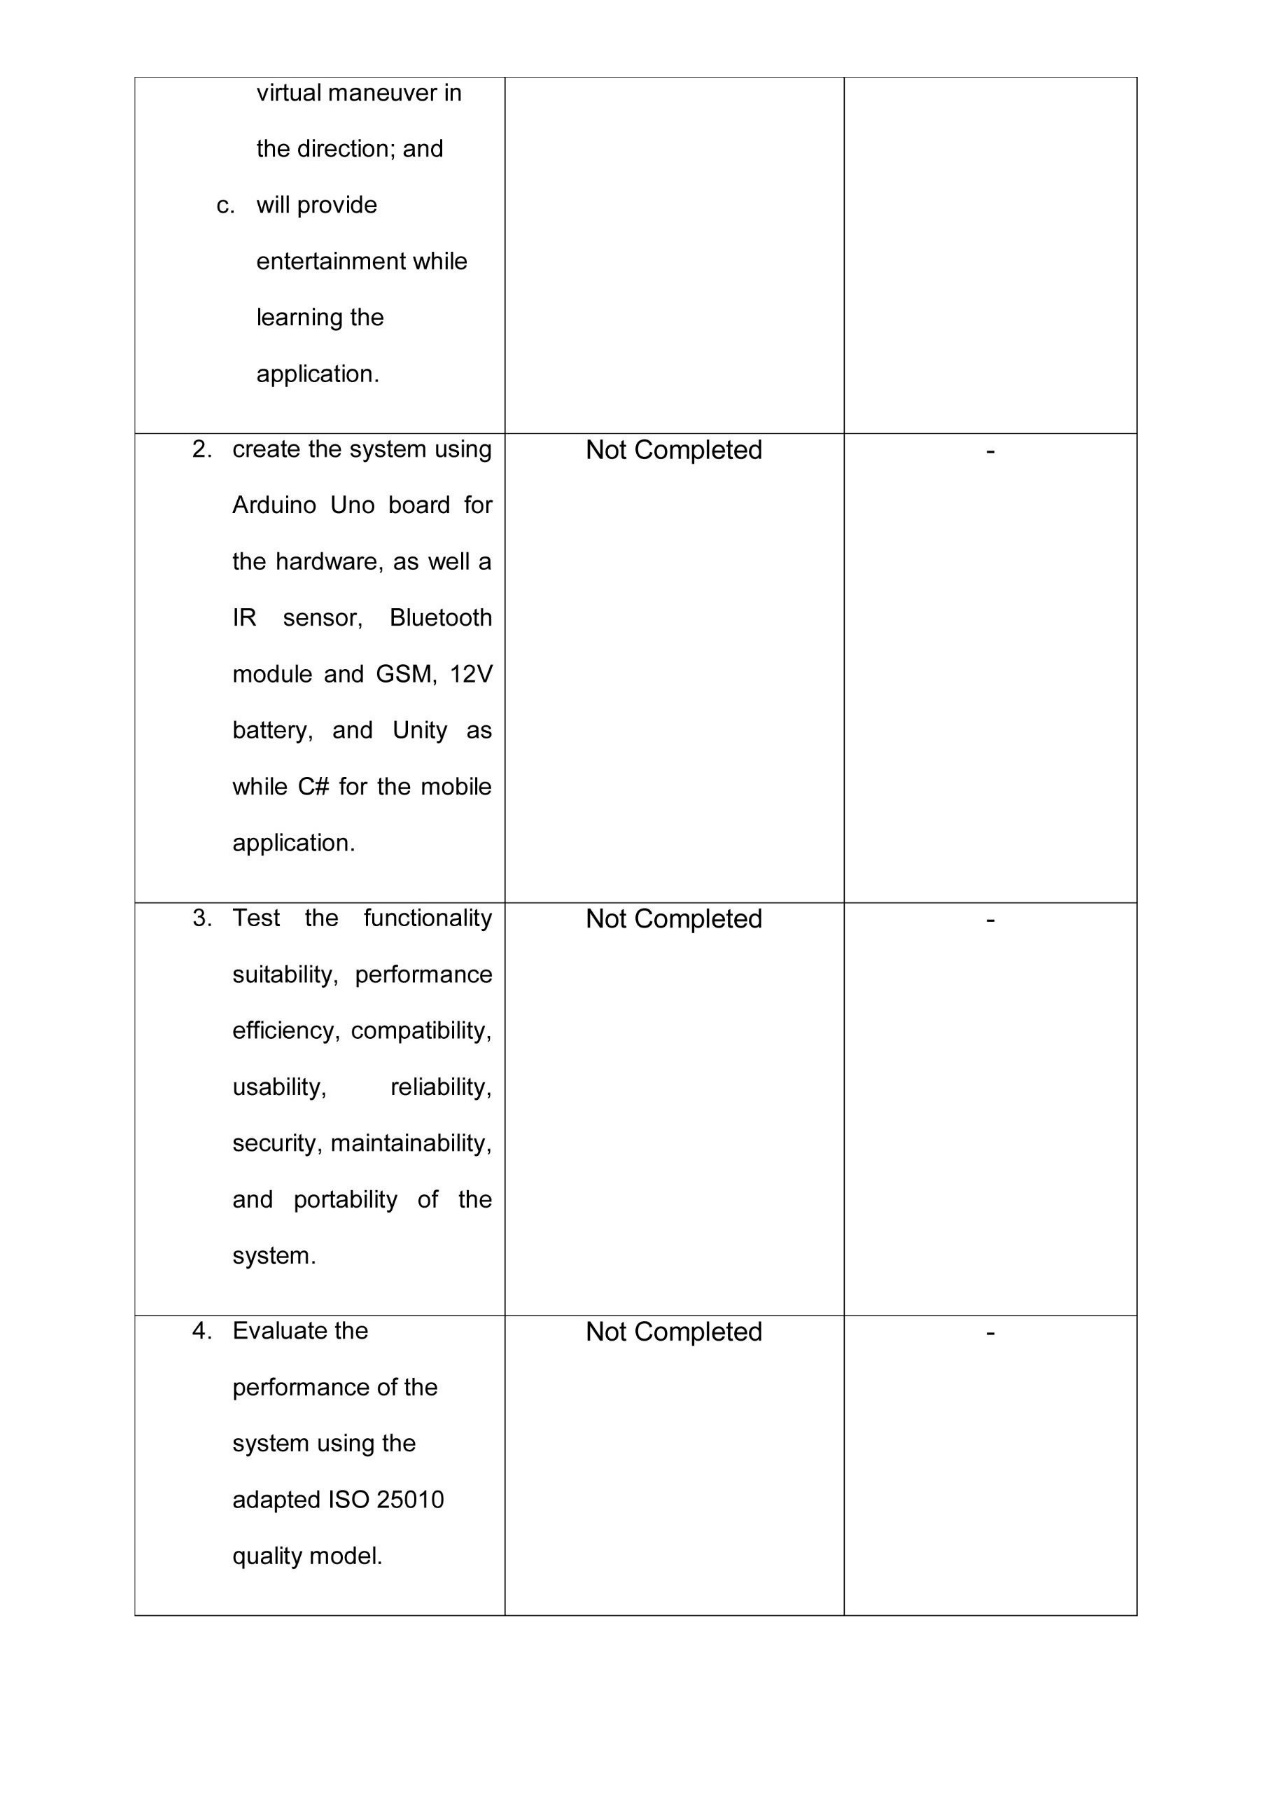 virtual maneuver in
the direction; and
c. will provide
entertainment while
learning the
application.
2. create the system using Not Completed -
Arduino Uno board for
the hardware, as well a
IR sensor, Bluetooth
module and GSM, 12V
battery, and Unity as
while C# for the mobile
application.
3. Test the functionality Not Completed -
suitability, performance
efficiency, compatibility,
usability, reliability,
security, maintainability,
and portability of the
system.
4. Evaluate the Not Completed -
performance of the
system using the
adapted ISO 25010
quality model.